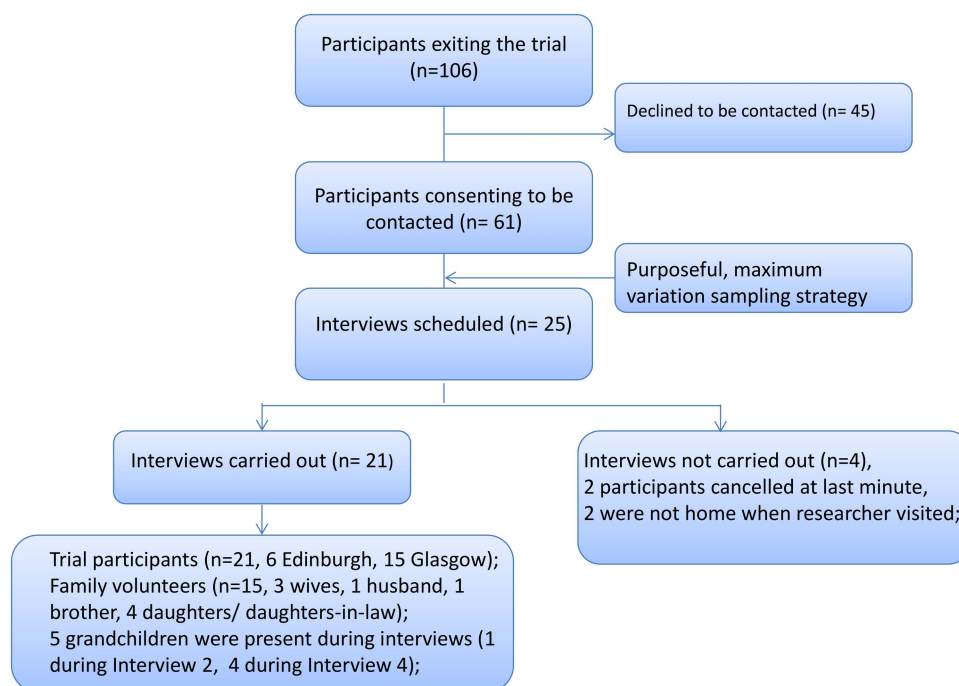 Participants exiting the trial
(n=106)
Declined to be contacted (n= 45)
Participants consenting to be
contacted (n= 61)
Purposeful, maximum
variation sampling strategy
Interviews scheduled (n= 25)
Interviews carried out (n= 21)
Interviews not carried out (n=4),
2 participants cancelled at last minute,
2 were not home when researcher visited;
Trial participants (n=21, 6 Edinburgh, 15 Glasgow);
Family volunteers (n=15, 3 wives, 1 husband, 1
brother, 4 daughters/ daughters-in-law);
5 grandchildren were present during interviews (1
during Interview 2, 4 during Interview 4);